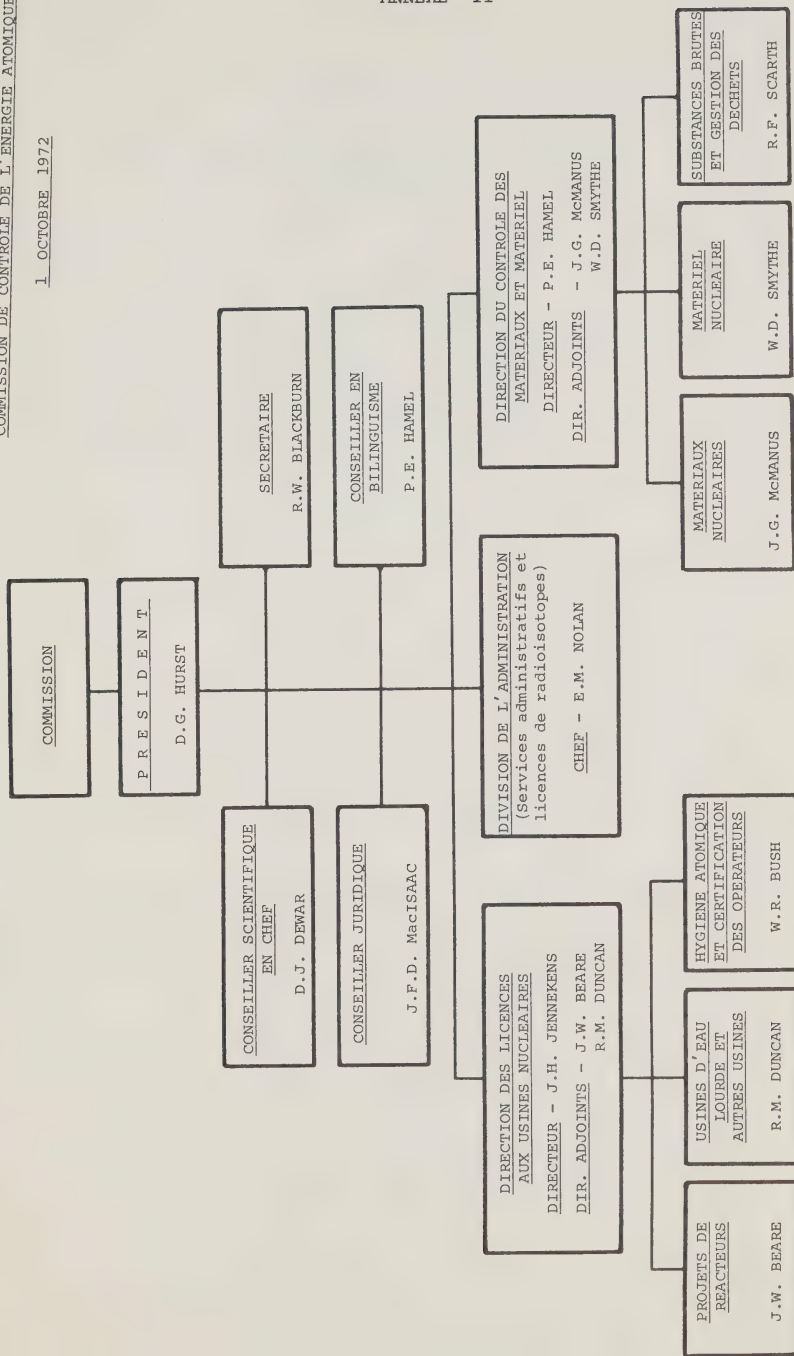 COMMISSION DE CONTROLE DE L'ENERGIE ATOMIQUE
1 OCTOBRE 1972
COMMISSION
PRESIDENT
D.G. HURST
CONSEILLER SCIENTIFIQUE
EN CHEF
D.J. DEWAR
SECRETAIRE
R.W. BLACKBURN
CONSEILLER JURIDIQUE
J.F.D. MacISAAC
CONSEILLER EN
BILINGUISME
P.E. HAMEL
DIRECTION DES LICENCES
AUX USINES NUCLEAIRES
DIRECTEUR - J.H. JENNEKENS
DIR. ADJOINTS - J.W. BEARE
R.M. DUNCAN
DIVISION DE L'ADMINISTRATION
(Services administratifs et
licences de radioisotopes)
CHEF - E.M. NOLAN
DIRECTION DU CONTROLE DES
MATERIAUX ET MATERIEL
DIRECTEUR - P.E. HAMEL
DIR. ADJOINTS - J.G. McMANUS
W.D. SMYTHE
PROJETS DE
REACTEURS
J.W. BEARE
USINES D'EAU
LOURDE ET
AUTRES USINES
R.M. DUNCAN
HYGIENE ATOMIQUE
ET CERTIFICATION
DES OPERATEURS
W.R. BUSH
MATERIAUX
NUCLEAIRES
J.G. McMANUS
MATERIEL
NUCLEAIRE
W.D. SMYTHE
SUBSTANCES BRUTES
ET GESTION DES
DECHETS
R.F. SCARTH